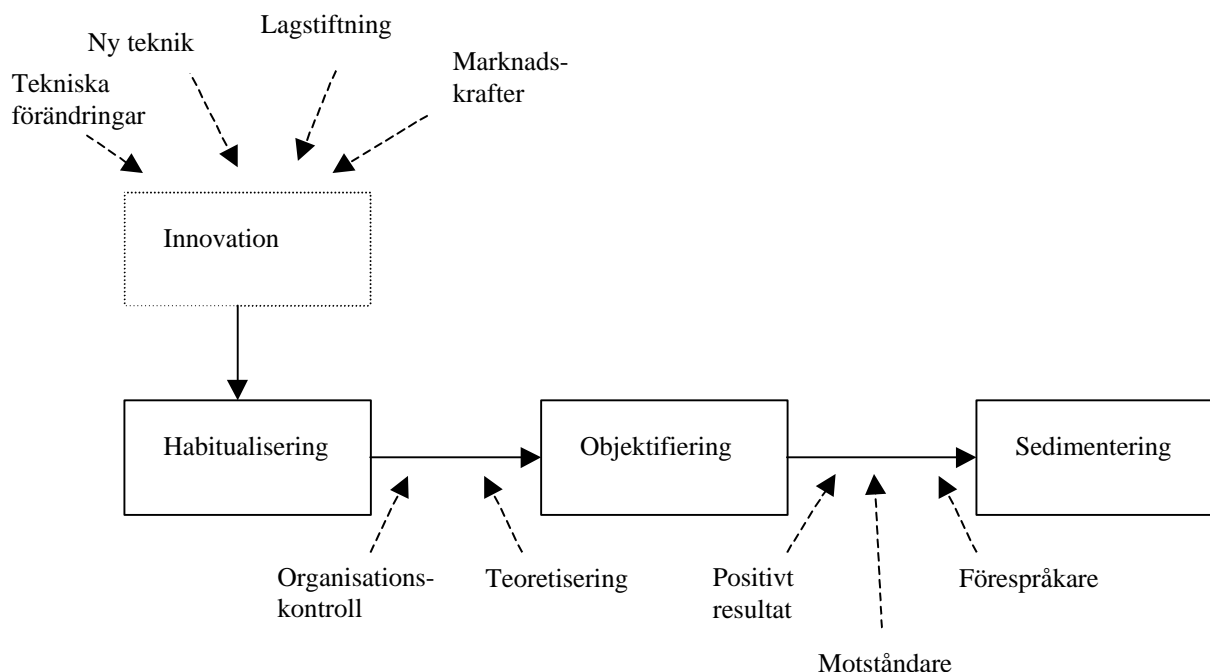 Lagstiftning
Ny teknik
Marknads-
krafter
Tekniska
förändringar
Innovation
Habitualisering
Objektifiering
Sedimentering
Organisations-
kontroll
Teoretisering
Positivt
resultat
Förespråkare
Motståndare